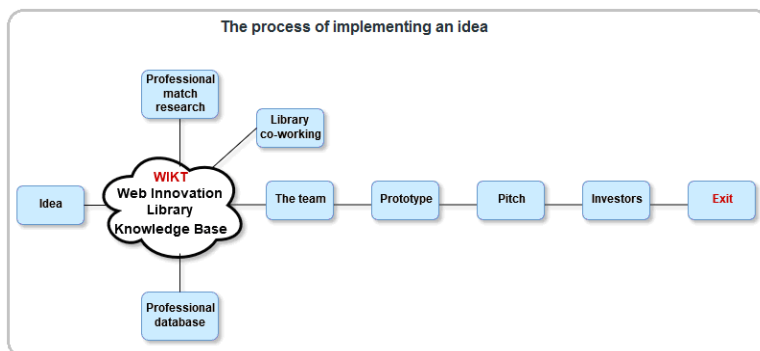 The process of implementing an idea
Professional
match
research
Library
co-working
WIKT
Web Innovation
Library
Knowledge Base
Idea
The team
Prototype
Pitch
Investors
Exit
Professional
database